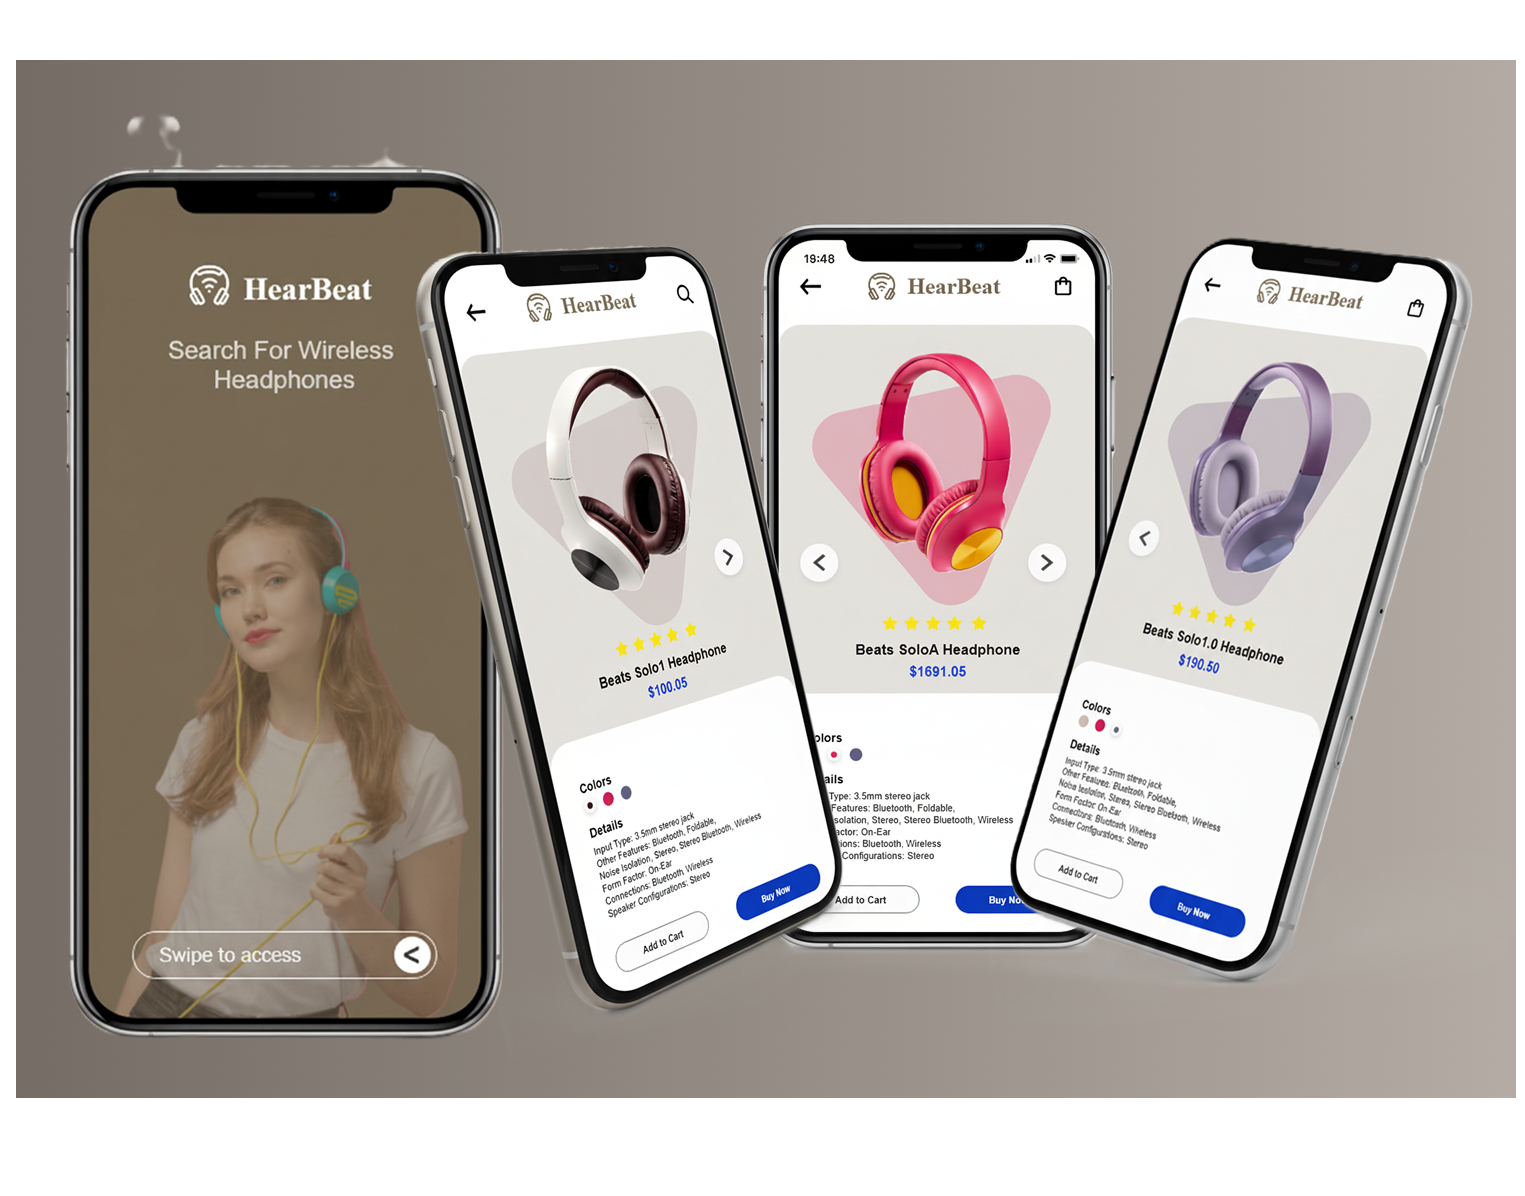 HearBeat
Search For Wireless
Headphones
Swipe to access
HearBeat
Beats Solo1 Headphone
$100.05
Colors
Details
Input Type: 3.5mm stereo jack
Other Features: Bluetooth, Foldable,
Noise Isolation, Stereo, Stereo Bluetooth, Wireless
Form Factor: On-Ear
Connections: Bluetooth, Wireless
Speaker Configurations: Stereo
Add to Cart
Buy Now
19:48
HearBeat
Beats SoloA Headphone
$1691.05
olors
ails
Type: 3.5mm stereo jack
Features: Bluetooth, Foldable,
solation, Stereo, Stereo Bluetooth, Wireless
actor: On-Ear
ions: Bluetooth, Wireless
Configurations: Stereo
Add to Cart
Buy No
HearBeat
Beats Solo1.0 Headphone
$190.50
Colors
Details
Input Type: 3.5mm stereo jack
Other Features: Bluetooth, Foldable,
Noise Isolation, Stereo, Stereo Bluetooth, Wireless
Form Factor: On-Ear
Connections: Bluetooth, Wireless
Speaker Configurations: Stereo
Add to Cart
Buy Now